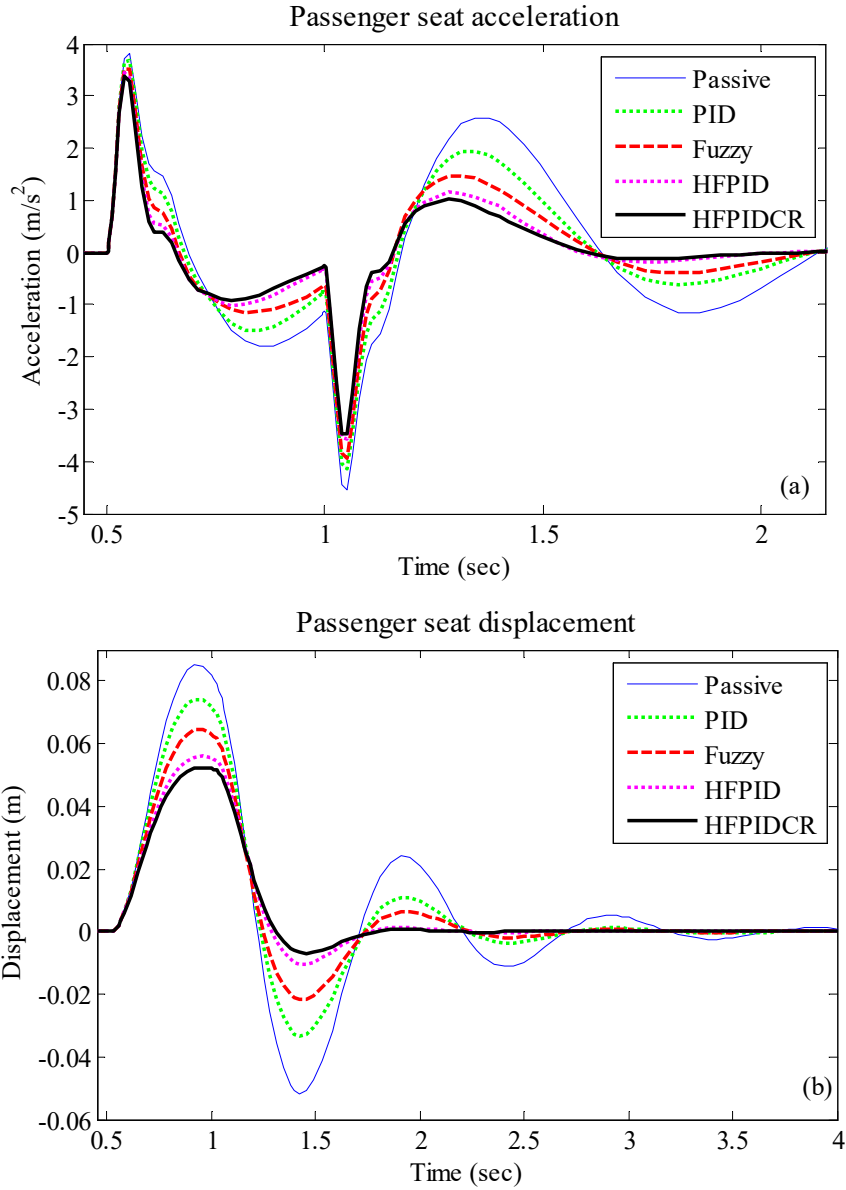 Passenger seat acceleration
4
3
2
1
0
-1
-2
-3
-4
-5
Acceleration (m/s²)
Passive
PID
Fuzzy
HFPID
HFPIDCR
(a)
0.5 1 1.5 2
Time (sec)
Passenger seat displacement
0.08
0.06
0.04
0.02
0
-0.02
-0.04
-0.06
Displacement (m)
Passive
PID
Fuzzy
HFPID
HFPIDCR
(b)
0.5 1 1.5 2 2.5 3 3.5 4
Time (sec)